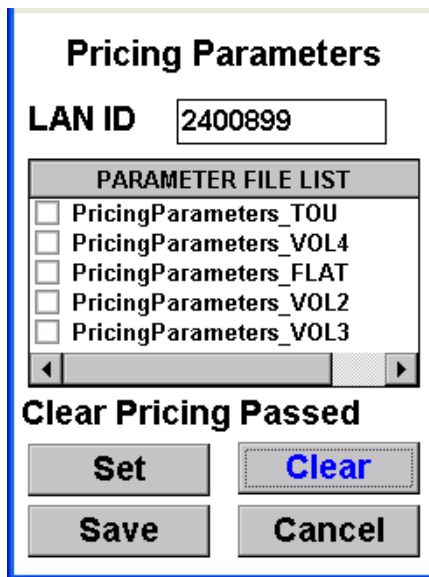 Pricing Parameters
LAN ID 2400899
PARAMETER FILE LIST
PricingParameters_TOU
PricingParameters_VOL4
PricingParameters_FLAT
PricingParameters_VOL2
PricingParameters_VOL3
Clear Pricing Passed
Set Clear
Save Cancel